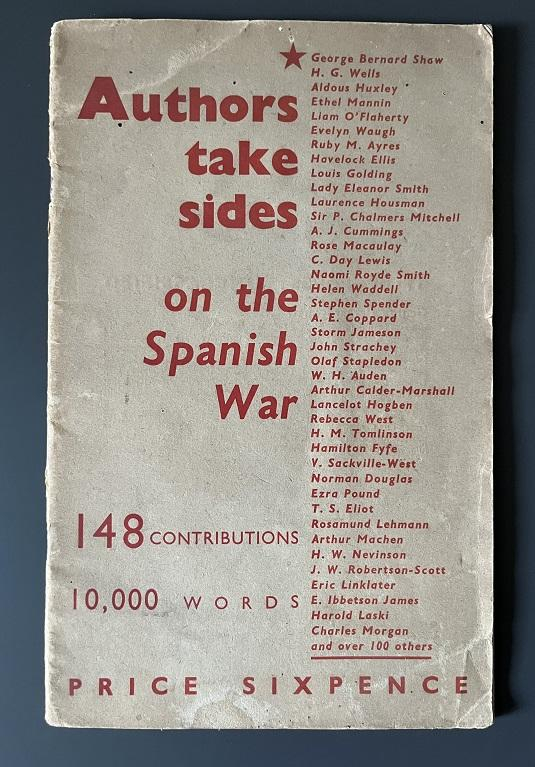 Authors
take
sides
on the
Spanish
War
148 CONTRIBUTIONS
10,000 WORDS
George Bernard Shaw
H. G. Wells
Aldous Huxley
Ethel Mannin
Liam O'Flaherty
Evelyn Waugh
Ruby M. Ayres
Havelock Ellis
Louis Golding
Lady Eleanor Smith
Laurence Housman
Sir P. Chalmers Mitchell
A. J. Cummings
Rose Macaulay
C. Day Lewis
Naomi Royde Smith
Helen Waddell
Stephen Spender
A. E. Coppard
Storm Jameson
John Strachey
Olaf Stapledon
W. H. Auden
Arthur Calder-Marshall
Lancelot Hogben
Rebecca West
H. M. Tomlinson
Hamilton Fyfe
V. Sackville-West
Norman Douglas
Ezra Pound
T. S. Eliot
Rosamund Lehmann
Arthur Machen
H. W. Nevinson
J. W. Robertson-Scott
Eric Linklater
E. Ibbetson James
Harold Laski
Charles Morgan
and over 100 others
PRICE SIXPENCE